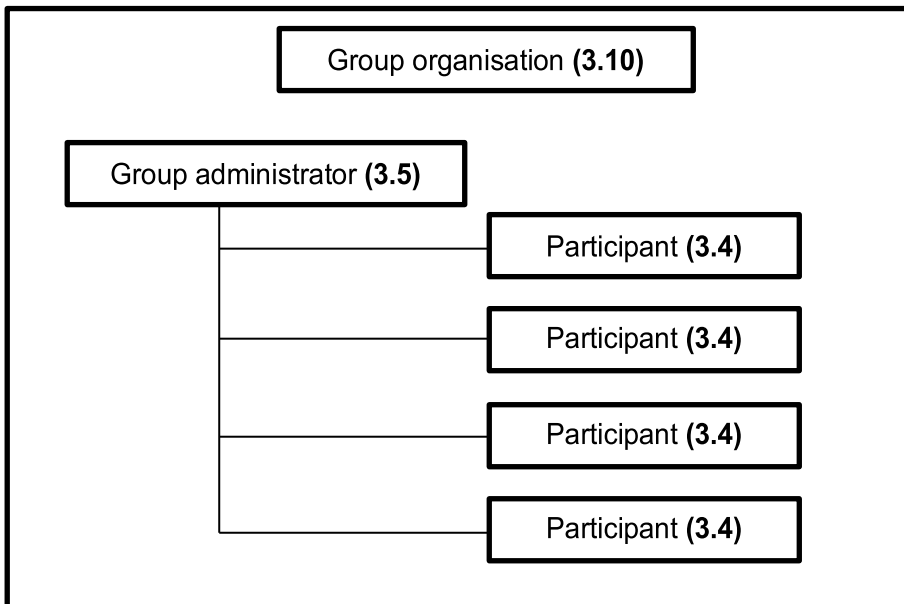 Group organisation (3.10)
Group administrator (3.5)
Participant (3.4)
Participant (3.4)
Participant (3.4)
Participant (3.4)